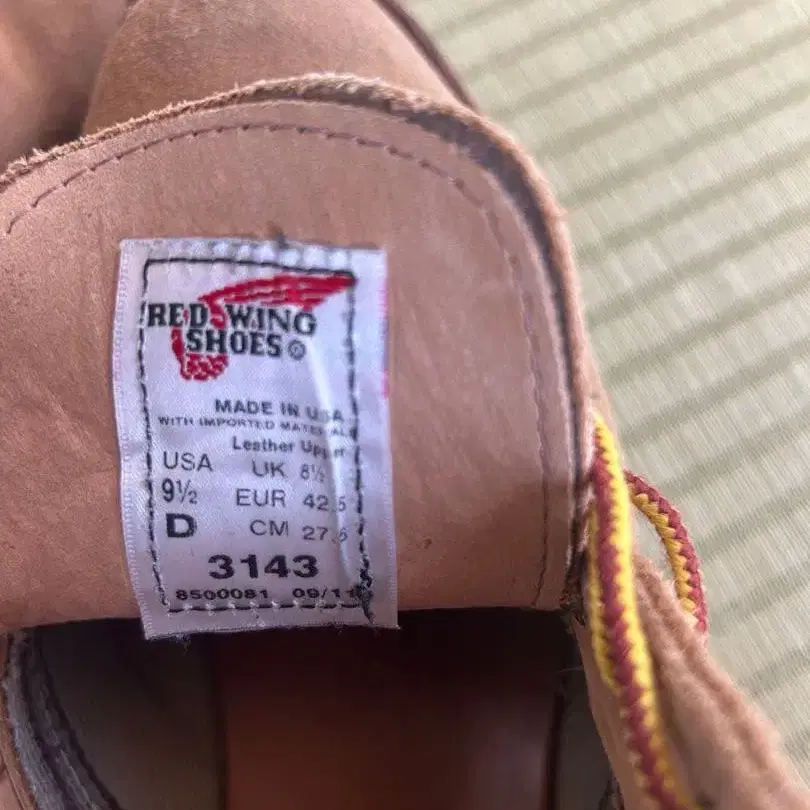 RED WING
SHOES®
MADE IN USA
WITH IMPORTED MATERIALS
Leather Upper
USA UK 8½
9½ EUR 42.5
D CM 27.5
3143
8500081 09/11